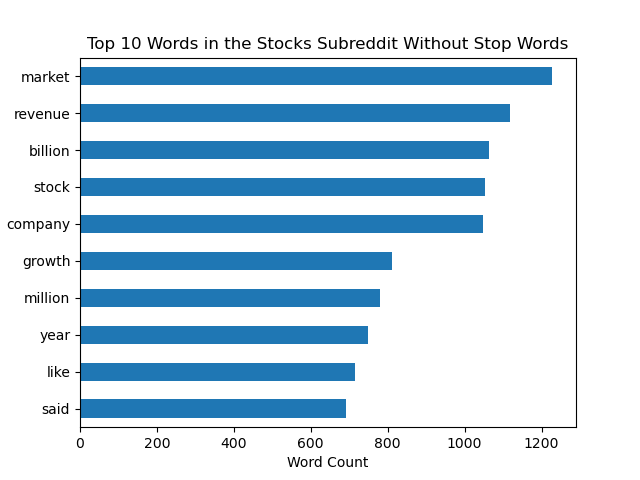 Top 10 Words in the Stocks Subreddit Without Stop Words
market
revenue
billion
stock
company
growth
million
year
like
said
0 200 400 600 800 1000 1200
Word Count